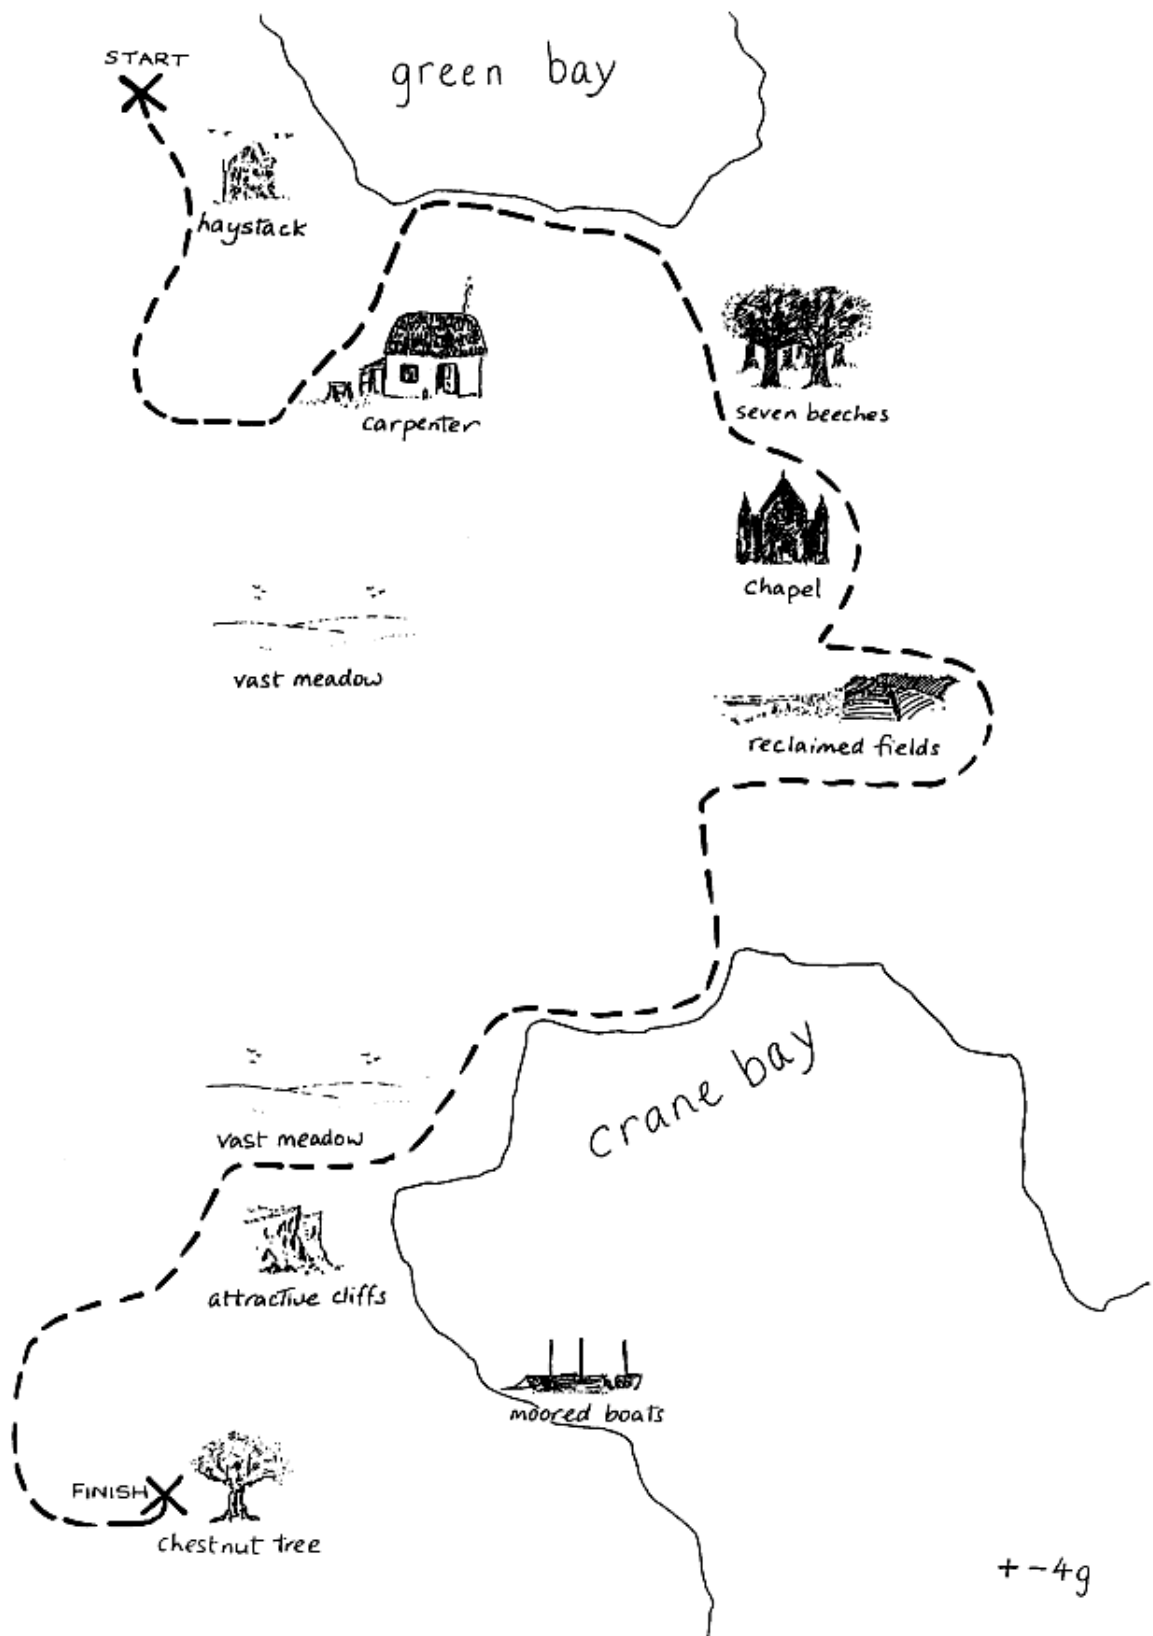 START
green bay
haystack
carpenter
seven beeches
chapel
vast meadow
reclaimed fields
crane bay
vast meadow
attractive cliffs
moored boats
FINISH
chestnut tree
+-4g